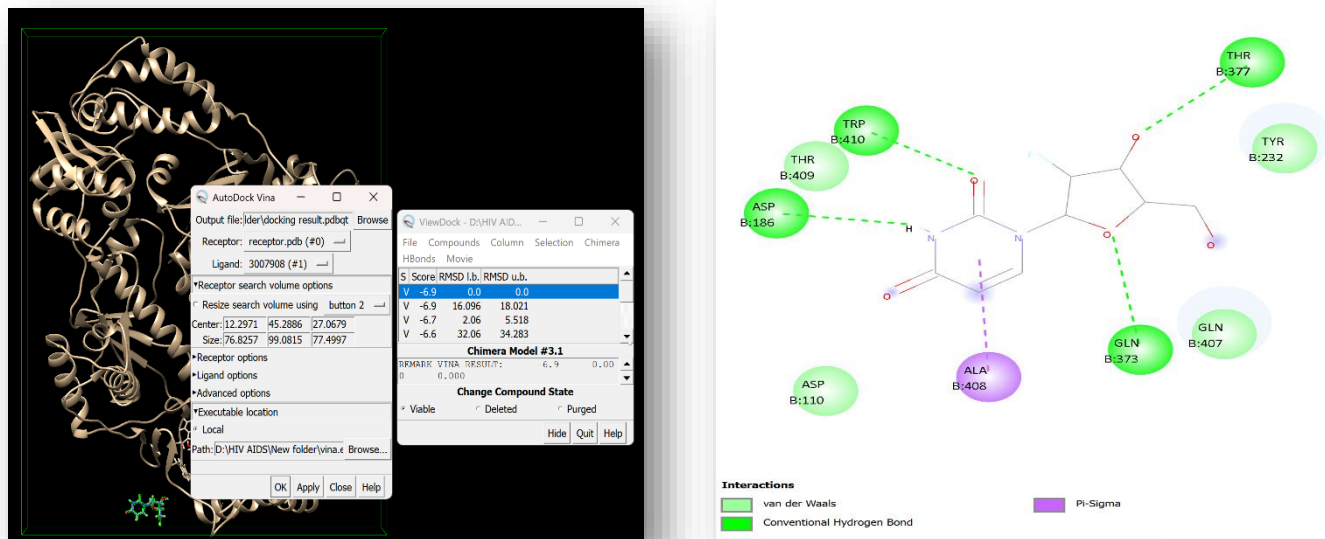 AutoDock Vina
Output file: lder\docking result.pdbqt Browse
Receptor: receptor.pdb (#0)
Ligand: 3007908 (#1)
Receptor search volume options
Resize search volume using button 2
Center: 12.2971 45.2886 27.0679
Size: 76.8257 99.0815 77.4997
Receptor options
Ligand options
Advanced options
Executable location
Local
Path: D:\HIV AIDS\New folder\vina.e Browse...
OK Apply Close Help
ViewDock - D:\HIV AID...
File Compounds Column Selection Chimera
HBonds Movie
S Score RMSD l.b. RMSD u.b.
V -6.9 0.0 0.0
V -6.9 16.096 18.021
V -6.7 2.06 5.518
V -6.6 32.06 34.283
Chimera Model #3.1
REMARK VINA RESULT: 6.9 0.00
0 0.000
Change Compound State
Viable Deleted Purged
Hide Quit Help
THR
B:377
TRP
B:410
THR
B:409
TYR
B:232
ASP
B:186
O
O
H
N
N
O
O
O
F
GLN
B:407
GLN
B:373
ALA
B:408
ASP
B:110
Interactions
van der Waals
Conventional Hydrogen Bond
Pi-Sigma